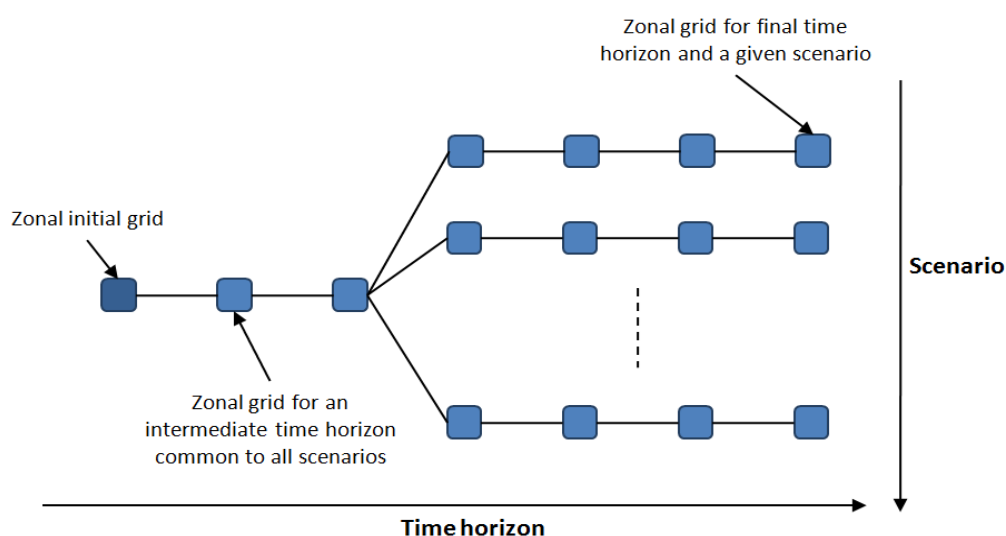 Zonal grid for final time
horizon and a given scenario
Zonal initial grid
Scenario
Zonal grid for an
intermediate time horizon
common to all scenarios
Time horizon